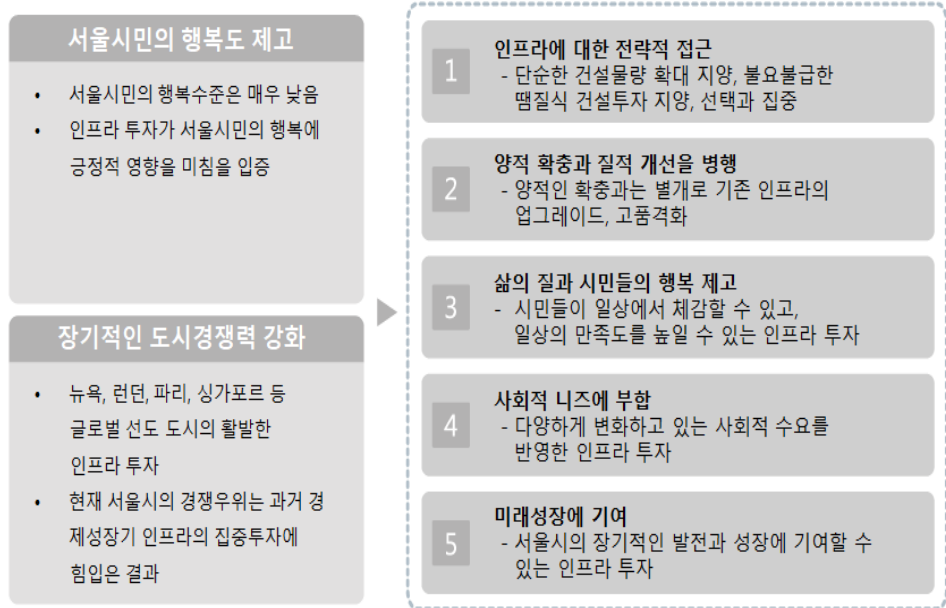 서울시민의 행복도 제고
• 서울시민의 행복수준은 매우 낮음
• 인프라 투자가 서울시민의 행복에
긍정적 영향을 미침을 입증
장기적인 도시경쟁력 강화
• 뉴욕, 런던, 파리, 싱가포르 등
글로벌 선도 도시의 활발한
인프라 투자
• 현재 서울시의 경쟁우위는 과거 경
제성장기 인프라의 집중투자에
힘입은 결과
1
인프라에 대한 전략적 접근
- 단순한 건설물량 확대 지양, 불요불급한
땜질식 건설투자 지양, 선택과 집중
2
양적 확충과 질적 개선을 병행
- 양적인 확충과는 별개로 기존 인프라의
업그레이드, 고품격화
3
삶의 질과 시민들의 행복 제고
- 시민들이 일상에서 체감할 수 있고,
일상의 만족도를 높일 수 있는 인프라 투자
4
사회적 니즈에 부합
- 다양하게 변화하고 있는 사회적 수요를
반영한 인프라 투자
5
미래성장에 기여
- 서울시의 장기적인 발전과 성장에 기여할 수
있는 인프라 투자